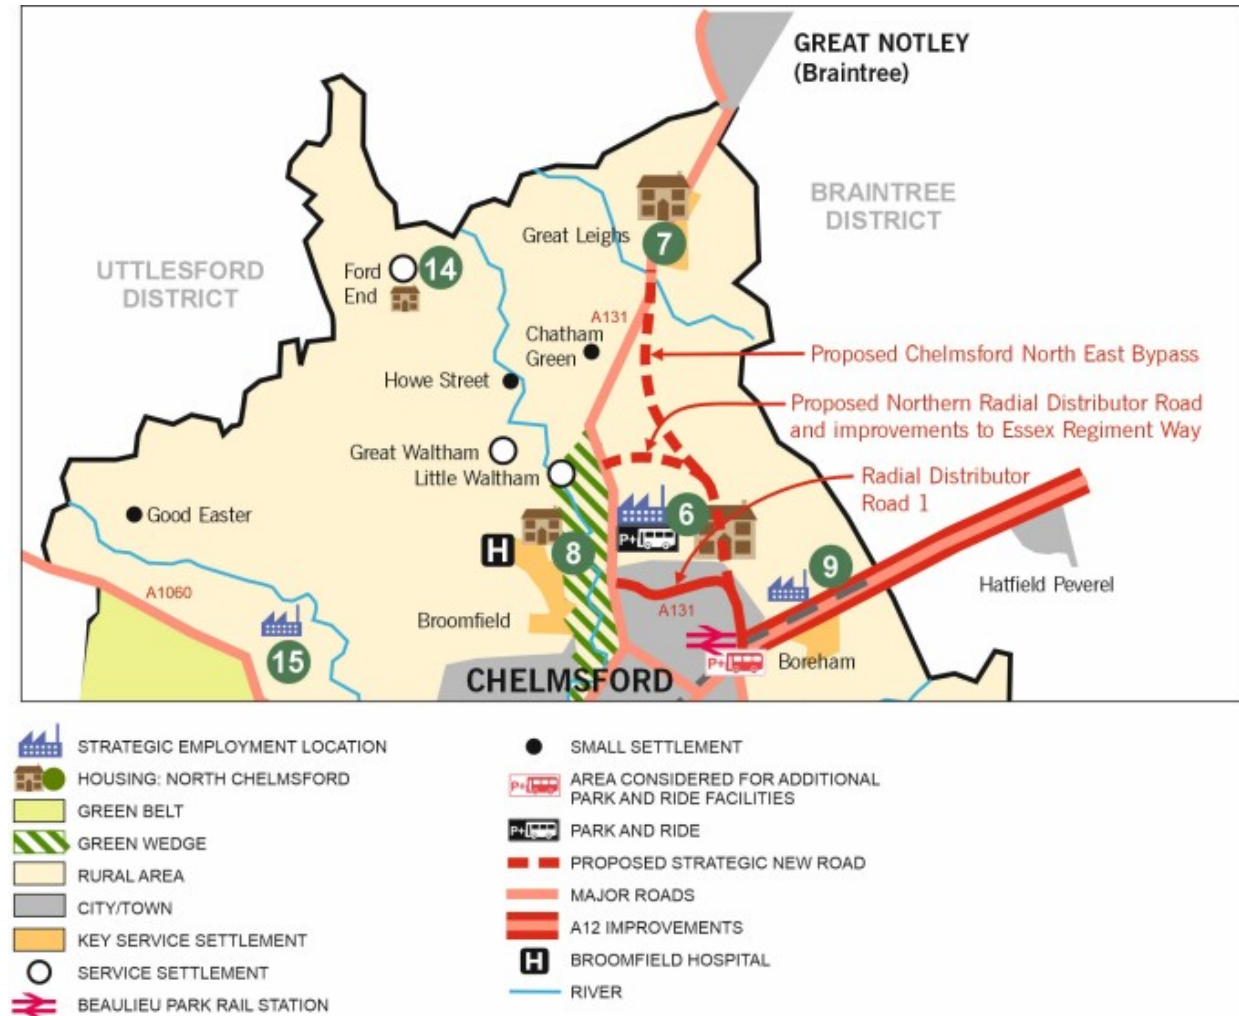 GREAT NOTLEY
(Braintree)
BRAINTREE
DISTRICT
UTTLESFORD
DISTRICT
Great Leighs
7
Ford
End
14
A131
Chatham
Green
Proposed Chelmsford North East Bypass
Howe Street
Proposed Northern Radial Distributor Road
and improvements to Essex Regiment Way
Great Waltham
Little Waltham
Radial Distributor
Road 1
Good Easter
6
P+
H
8
9
Hatfield Peverel
A1060
A131
Broomfield
15
P+
Boreham
CHELMSFORD
STRATEGIC EMPLOYMENT LOCATION
HOUSING: NORTH CHELMSFORD
GREEN BELT
GREEN WEDGE
RURAL AREA
CITY/TOWN
KEY SERVICE SETTLEMENT
SERVICE SETTLEMENT
BEAULIEU PARK RAIL STATION
SMALL SETTLEMENT
P+
AREA CONSIDERED FOR ADDITIONAL
PARK AND RIDE FACILITIES
P+
PARK AND RIDE
PROPOSED STRATEGIC NEW ROAD
MAJOR ROADS
A12 IMPROVEMENTS
H
BROOMFIELD HOSPITAL
RIVER